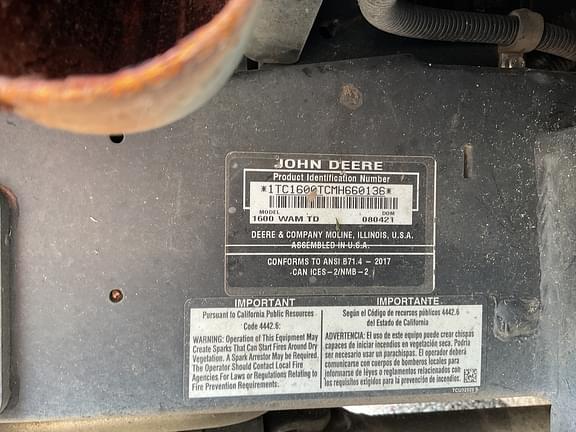 JOHN DEERE
Product Identification Number
*1TC1600TCMH660136*
MODEL DOM
1600 WAM TD 080421
DEERE & COMPANY MOLINE, ILLINOIS, U.S.A.
ASSEMBLED IN U.S.A.
CONFORMS TO ANSI B71.4 – 2017
CAN ICES–2/NMB–2
IMPORTANT
Pursuant to California Public Resources
Code 4442.6:
WARNING: Operation of This Equipment May
Create Sparks That Can Start Fires Around Dry
Vegetation. A Spark Arrestor May be Required.
The Operator Should Contact Local Fire
Agencies For Laws or Regulations Relating to
Fire Prevention Requirements.
IMPORTANTE
Según el Código de recursos públicos 4442.6
del Estado de California
ADVERTENCIA: El uso de este equipo puede crear chispas
capaces de iniciar incendios en vegetación seca. Podría
ser necesario usar un parachispas. El operador deberá
comunicarse con cuerpos de bomberos locales para
informarse de leyes o reglamentos relacionados con
los requisitos exigidos para la prevención de incendios.